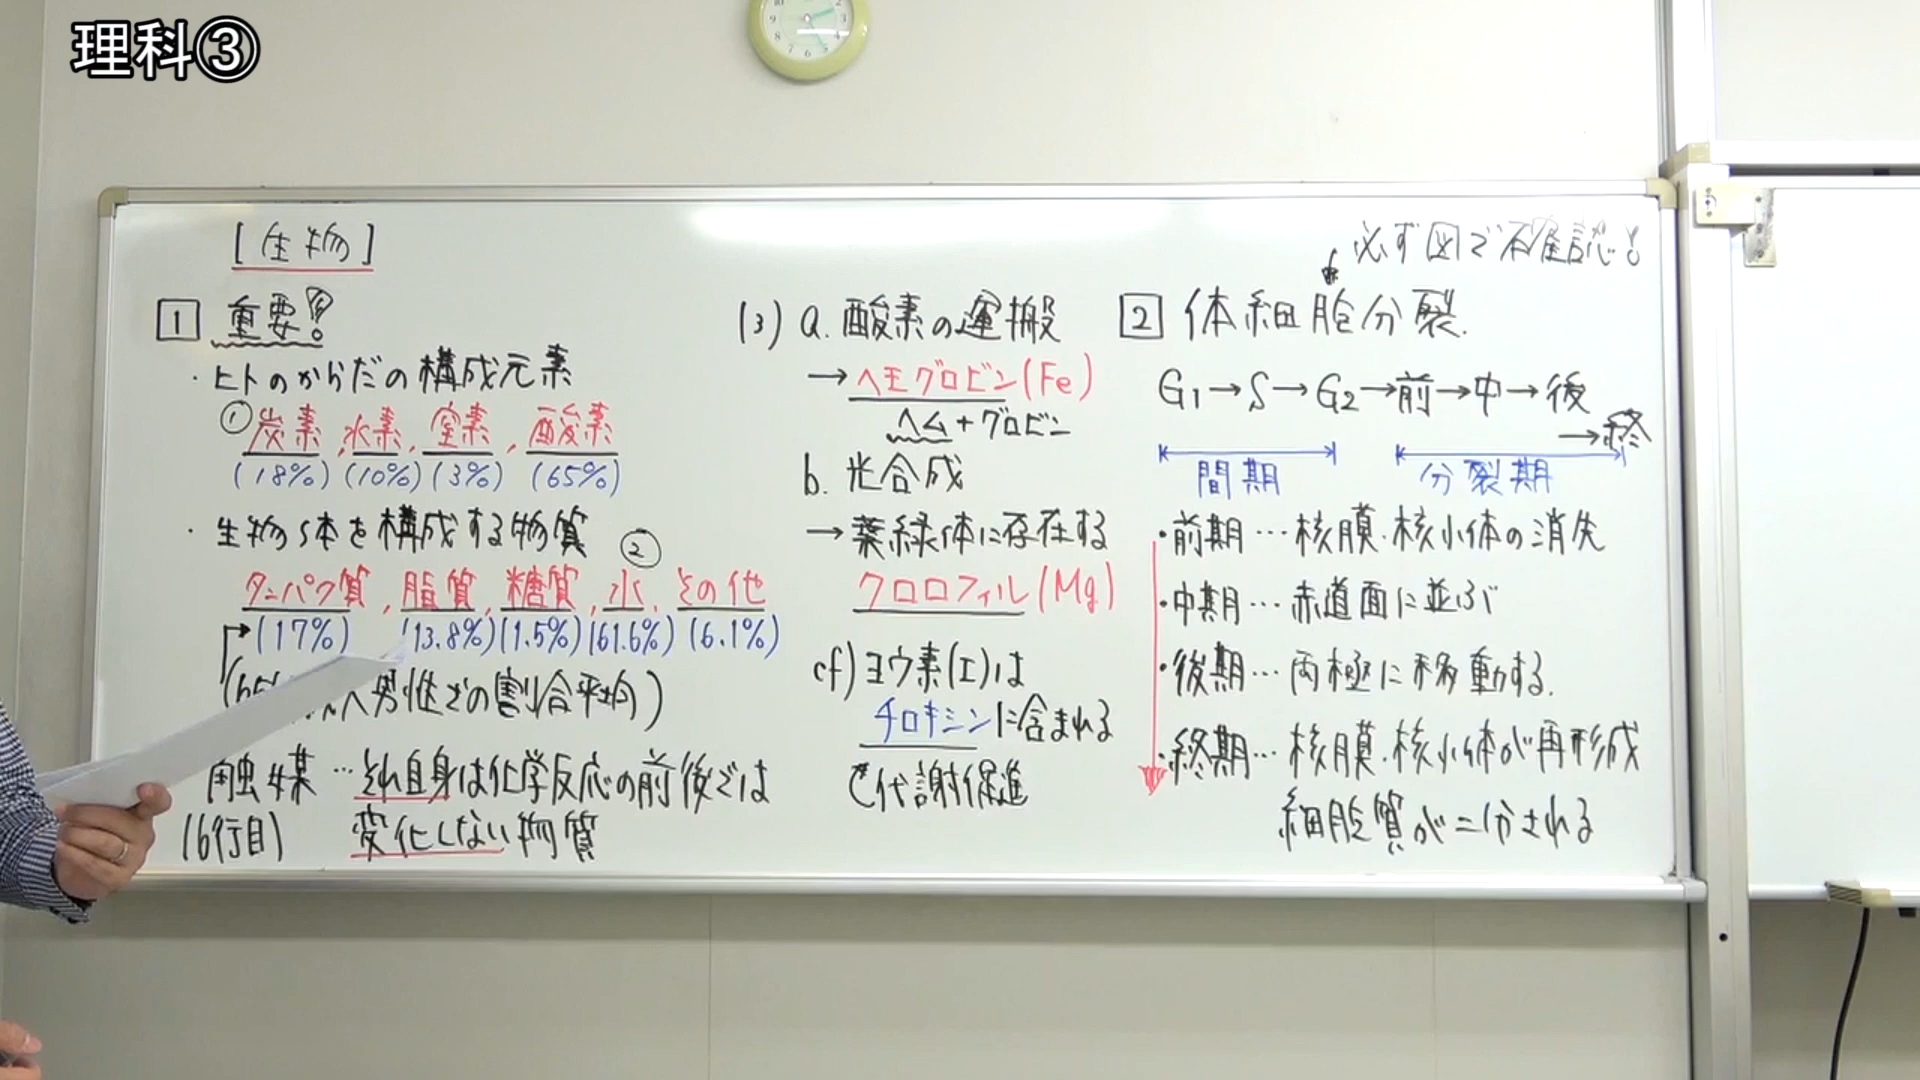 理科③
[生物]
1 重要!
・ヒトのからだの構成元素
①炭素,水素,窒素,酸素
(18%)(10%)(3%)(65%)
・生物体を構成する物質 ②
タンパク質,脂質,糖質,水,その他
(17%)(13.8%)(1.5%)(61.6%)(6.1%)
男性での割合平均)
触媒…それ自身は化学反応の前後では
(6行目) 変化しない物質
(3) a.酸素の運搬
→ヘモグロビン(Fe)
ヘム+グロビン
b.光合成
→葉緑体に存在する
クロロフィル(Mg)
cf)ヨウ素(I)は
チロキシンに含まれる
で代謝促進
必ず図で確認!
2 体細胞分裂.
G1→S→G2→前→中→後
→終
間期 分裂期
・前期…核膜・核小体の消失
・中期…赤道面に並ぶ
・後期…両極に移動する.
・終期…核膜・核小体が再形成
細胞質が二分される